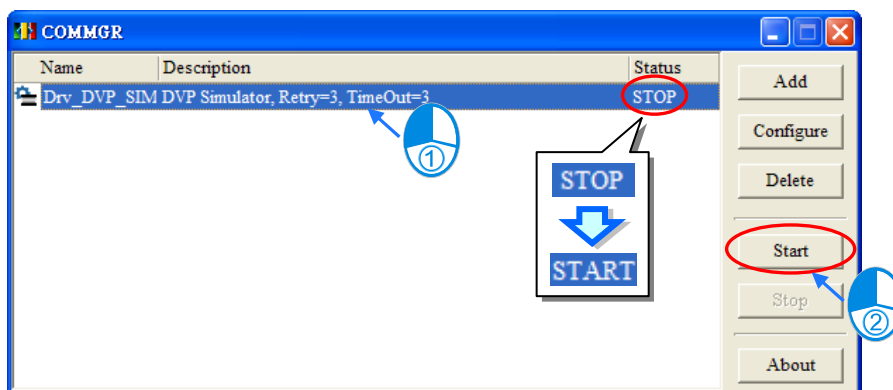 COMMGR
Name Description Status
Drv_DVP_SIM DVP Simulator, Retry=3, TimeOut=3 STOP
Add
Configure
Delete
Start
Stop
About
①
STOP
START
②